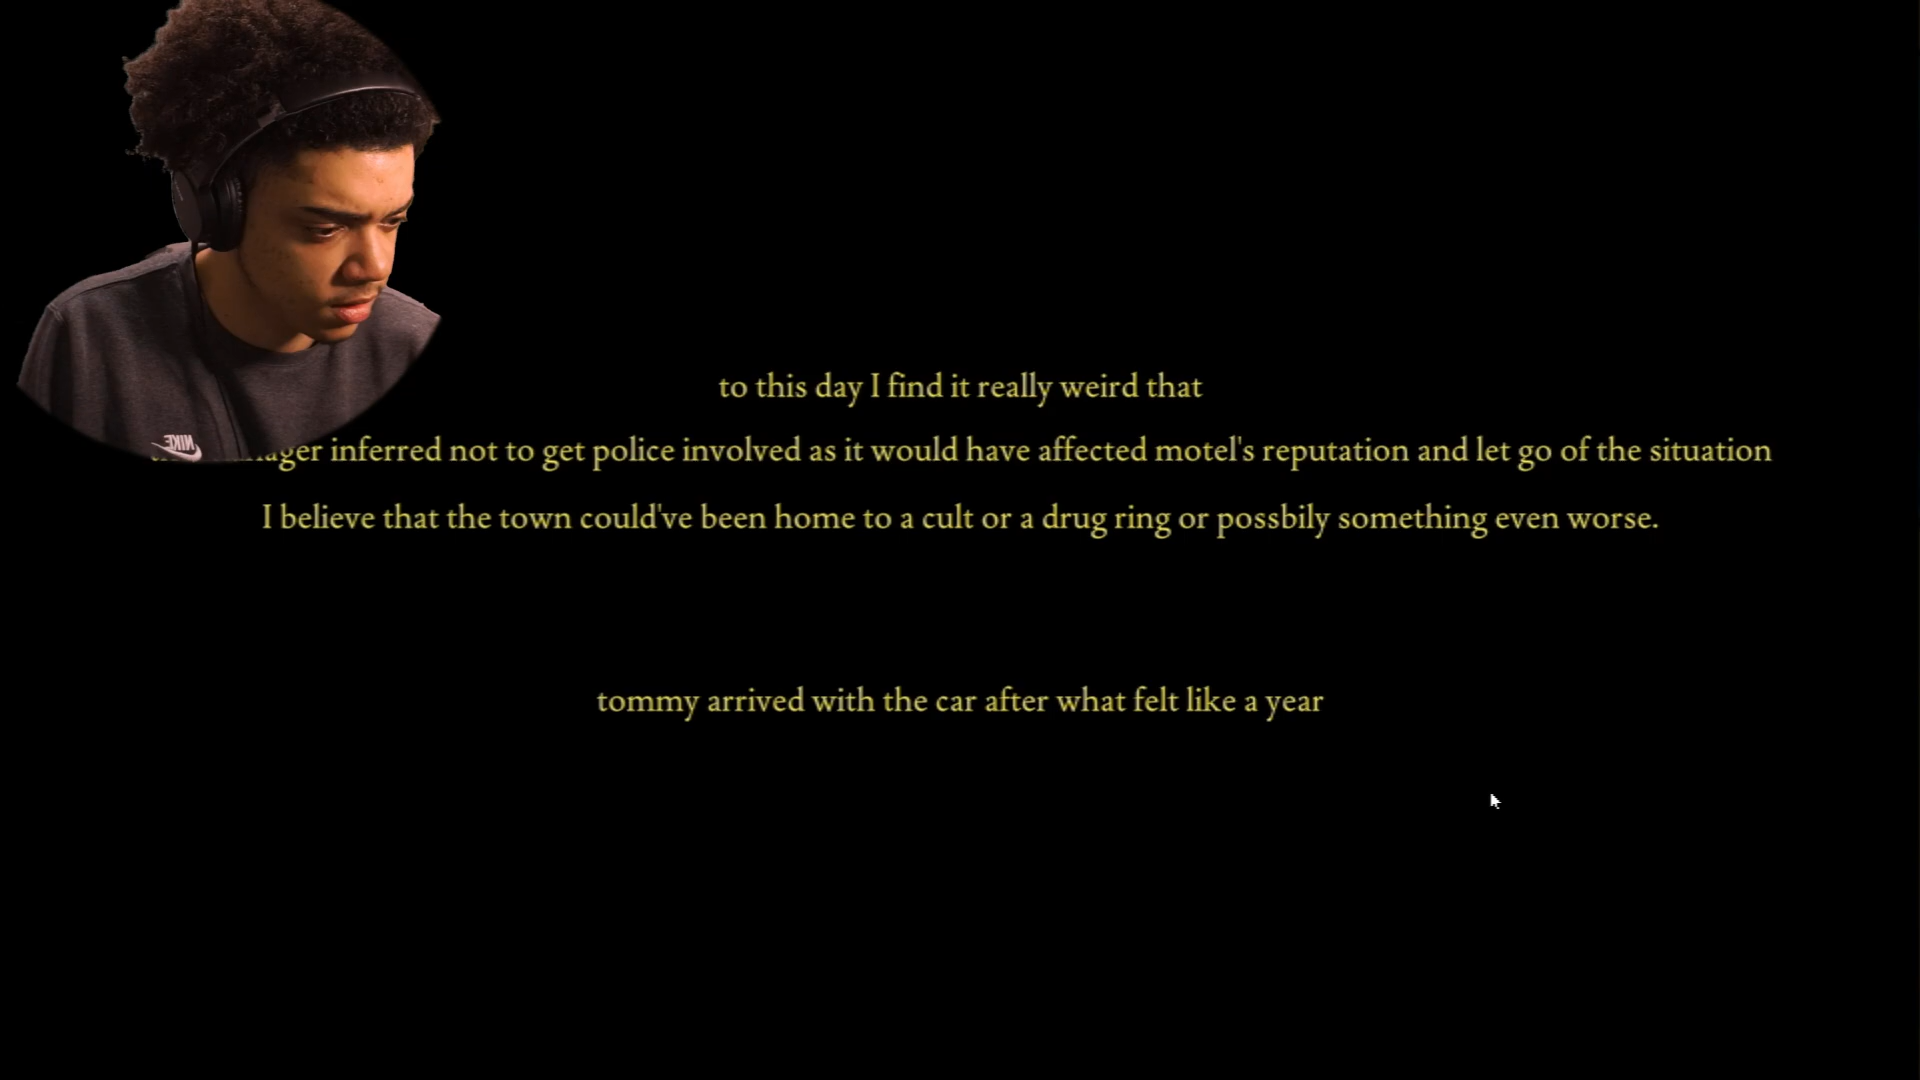 to this day I find it really weird that
inferred not to get police involved as it would have affected motel's reputation and let go of the situation
I believe that the town could've been home to a cult or a drug ring or possbily something even worse.
tommy arrived with the car after what felt like a year
NIKE